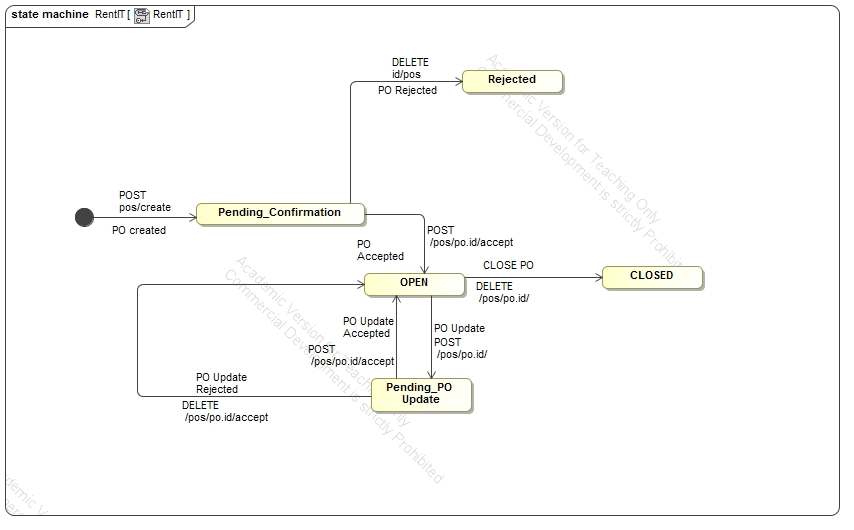 state machine RentIT [ RentIT ]
DELETE
id/pos
PO Rejected
Rejected
POST
pos/create
PO created
Pending_Confirmation
POST
/pos/po.id/accept
PO
Accepted
OPEN
CLOSE PO
DELETE
/pos/po.id/
CLOSED
PO Update
Accepted
POST
/pos/po.id/accept
PO Update
POST
/pos/po.id/
Pending_PO
Update
PO Update
Rejected
DELETE
/pos/po.id/accept
Academic Version for Teaching Only
Commercial Development is strictly Prohibited
Academic Version for Teaching Only
Commercial Development is strictly Prohibited